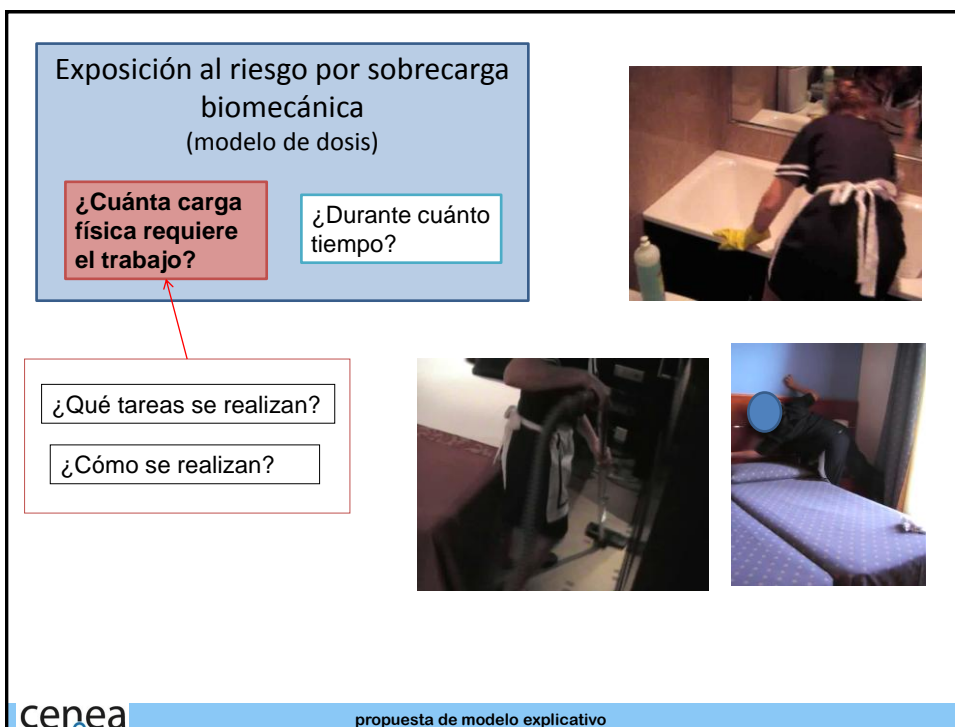 Exposición al riesgo por sobrecarga
biomecánica
(modelo de dosis)
¿Cuánta carga
física requiere
el trabajo?
¿Durante cuánto
tiempo?
¿Qué tareas se realizan?
¿Cómo se realizan?
cenea
propuesta de modelo explicativo